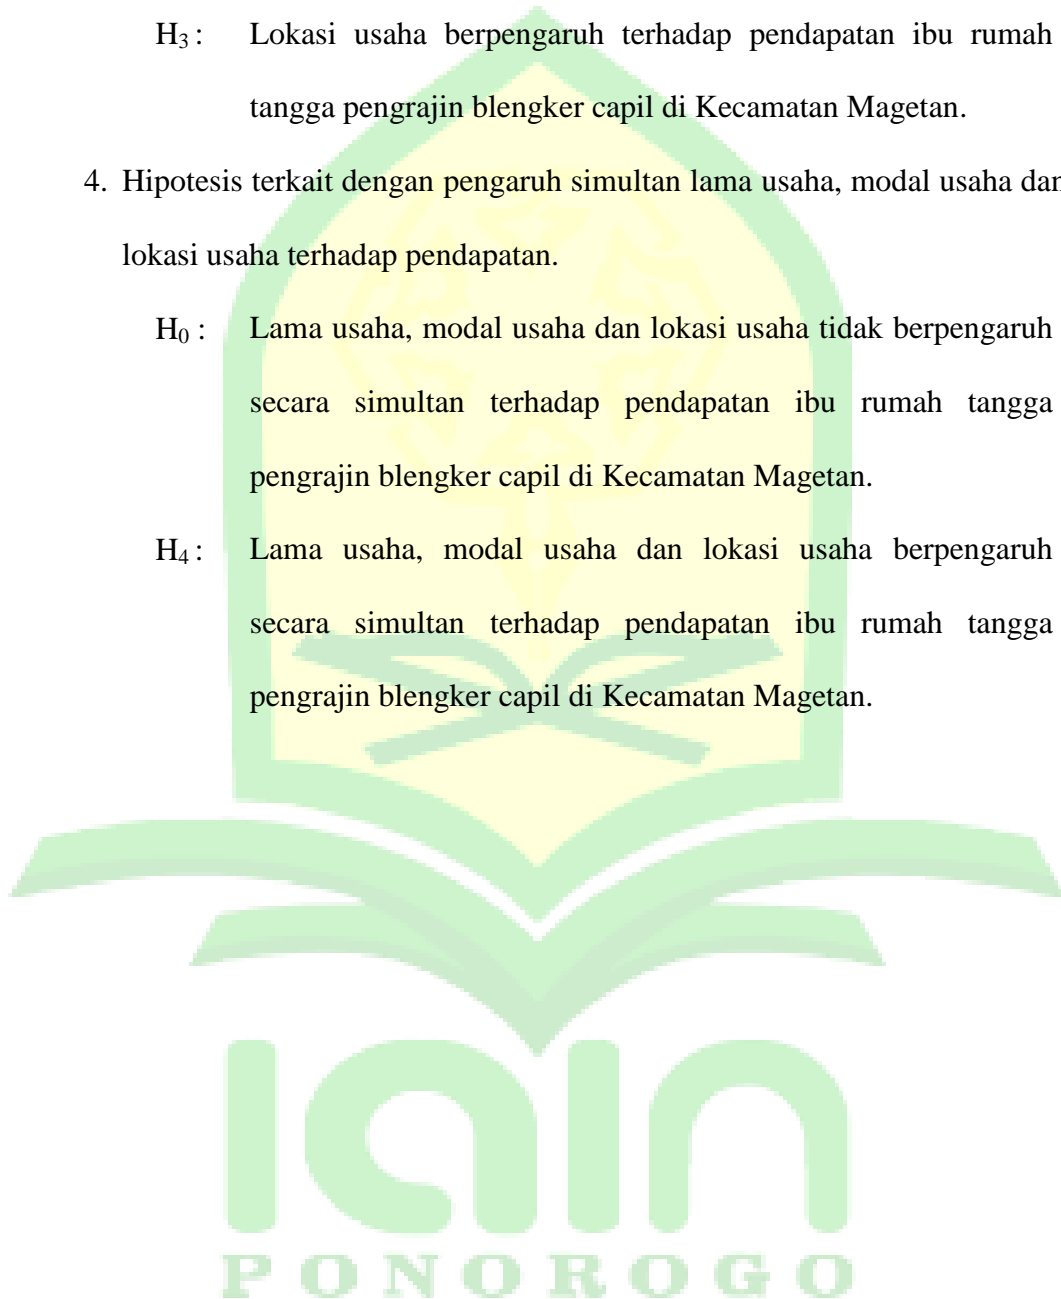 H₃ : Lokasi usaha berpengaruh terhadap pendapatan ibu rumah
tangga pengrajin blengker capil di Kecamatan Magetan.
4. Hipotesis terkait dengan pengaruh simultan lama usaha, modal usaha dan
lokasi usaha terhadap pendapatan.
H₀ : Lama usaha, modal usaha dan lokasi usaha tidak berpengaruh
secara simultan terhadap pendapatan ibu rumah tangga
pengrajin blengker capil di Kecamatan Magetan.
H₄ : Lama usaha, modal usaha dan lokasi usaha berpengaruh
secara simultan terhadap pendapatan ibu rumah tangga
pengrajin blengker capil di Kecamatan Magetan.
iain
PONOROGO